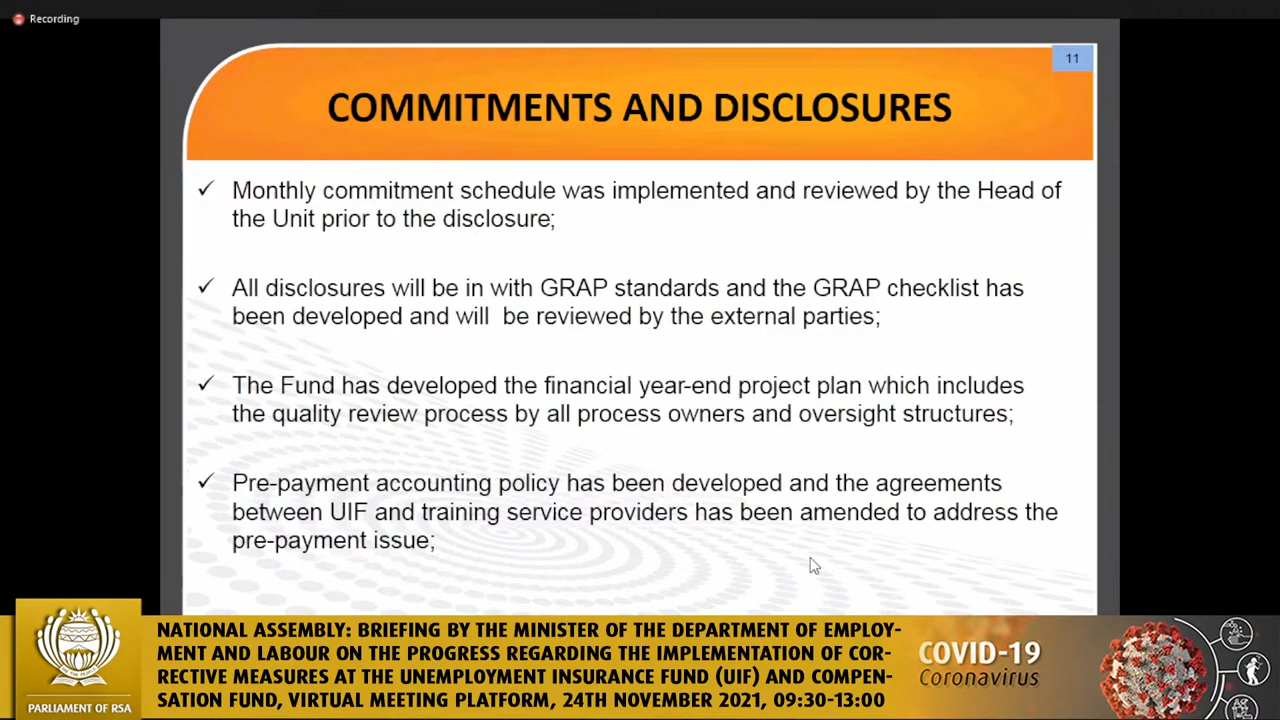 Recording
11
COMMITMENTS AND DISCLOSURES
✓ Monthly commitment schedule was implemented and reviewed by the Head of
the Unit prior to the disclosure;
✓ All disclosures will be in with GRAP standards and the GRAP checklist has
been developed and will be reviewed by the external parties;
✓ The Fund has developed the financial year-end project plan which includes
the quality review process by all process owners and oversight structures;
✓ Pre-payment accounting policy has been developed and the agreements
between UIF and training service providers has been amended to address the
pre-payment issue;
NATIONAL ASSEMBLY: BRIEFING BY THE MINISTER OF THE DEPARTMENT OF EMPLOY-
MENT AND LABOUR ON THE PROGRESS REGARDING THE IMPLEMENTATION OF COR-
RECTIVE MEASURES AT THE UNEMPLOYMENT INSURANCE FUND (UIF) AND COMPEN-
SATION FUND, VIRTUAL MEETING PLATFORM, 24TH NOVEMBER 2021, 09:30-13:00
PARLIAMENT OF RSA
COVID-19
Coronavirus